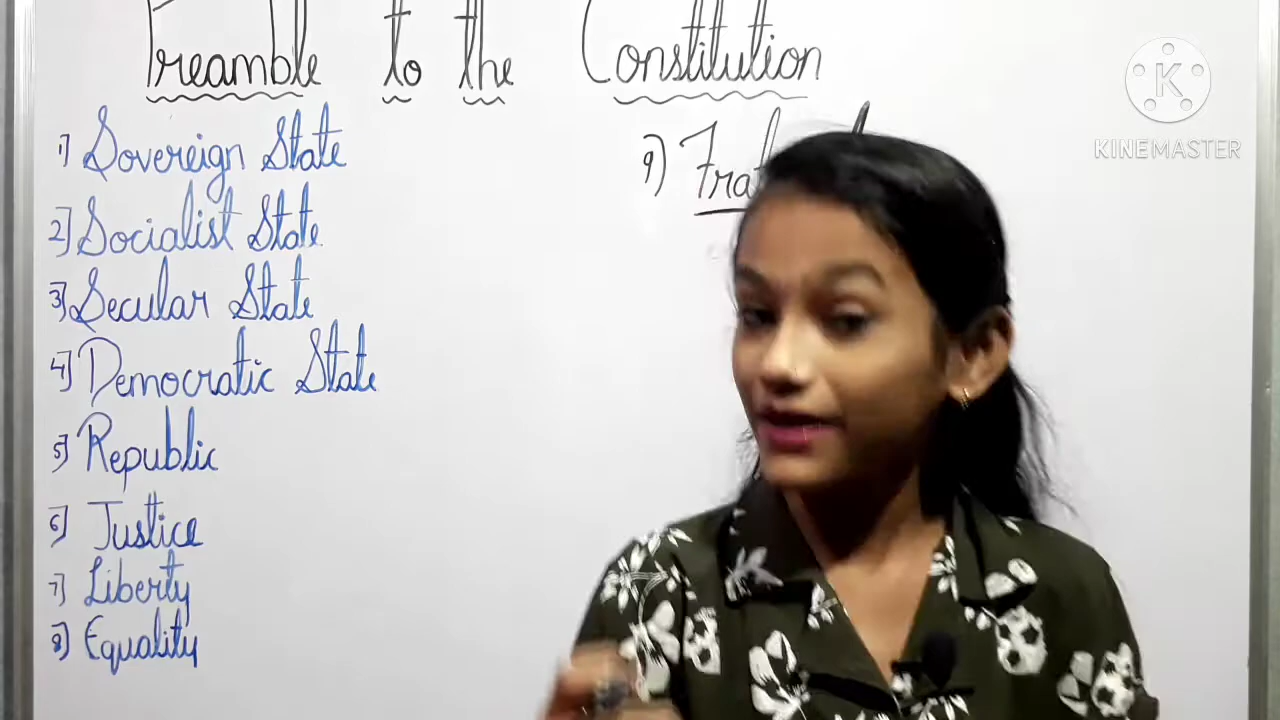 Preamble to the Constitution
1) Sovereign State
2] Socialist State
3] Secular State
4] Democratic State
5] Republic
6] Justice
7] Liberty
8) Equality
9)
K
KINEMASTER